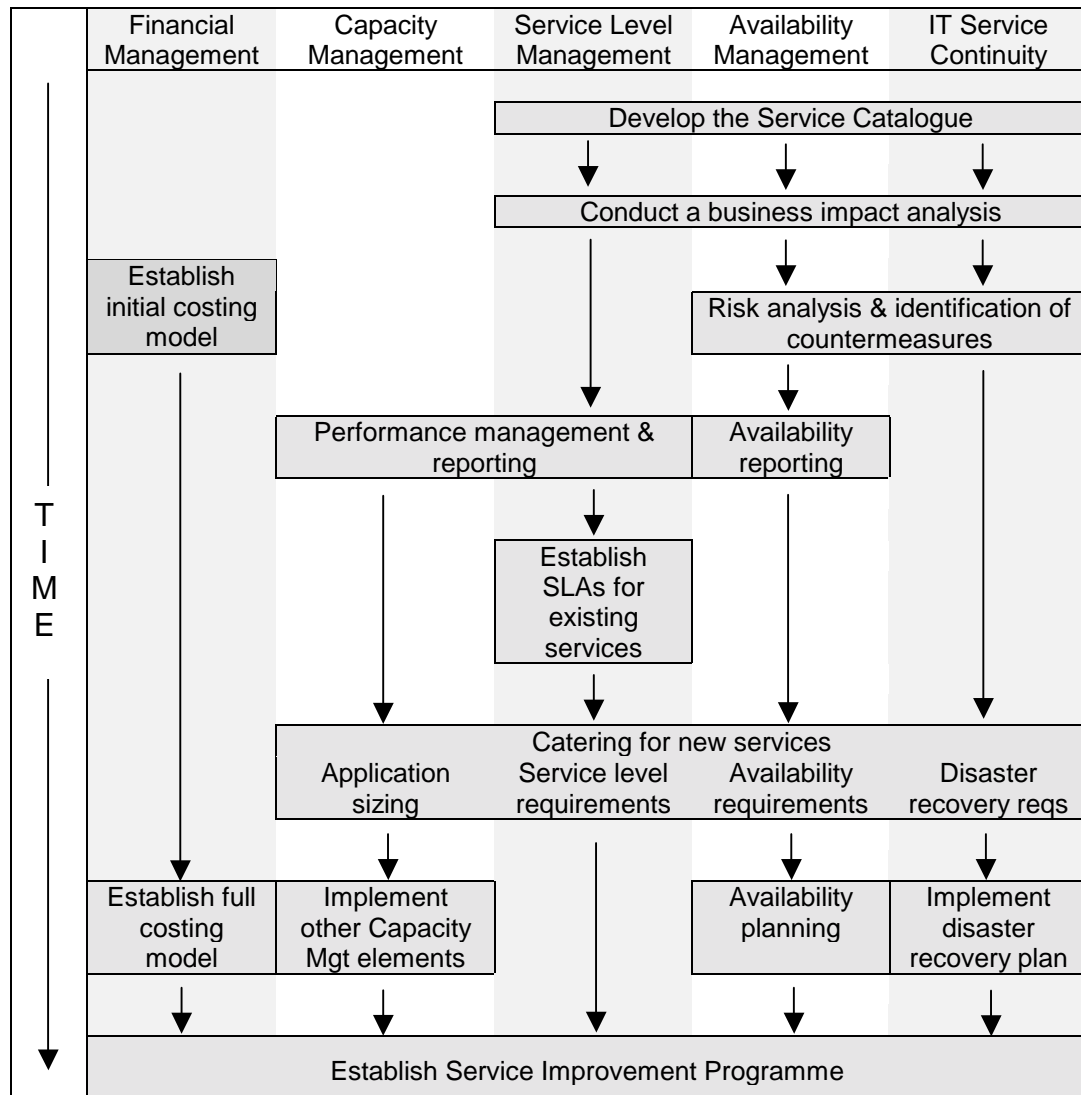 Financial Management
Capacity Management
Service Level Management
Availability Management
IT Service Continuity
Develop the Service Catalogue
Conduct a business impact analysis
Establish
initial costing
model
Risk analysis & identification of
countermeasures
Performance management &
reporting
Availability
reporting
T
I
M
E
Establish
SLAs for
existing
services
Catering for new services
Application
sizing
Service level
requirements
Availability
requirements
Disaster
recovery reqs
Establish full
costing
model
Implement
other Capacity
Mgt elements
Availability
planning
Implement
disaster
recovery plan
Establish Service Improvement Programme